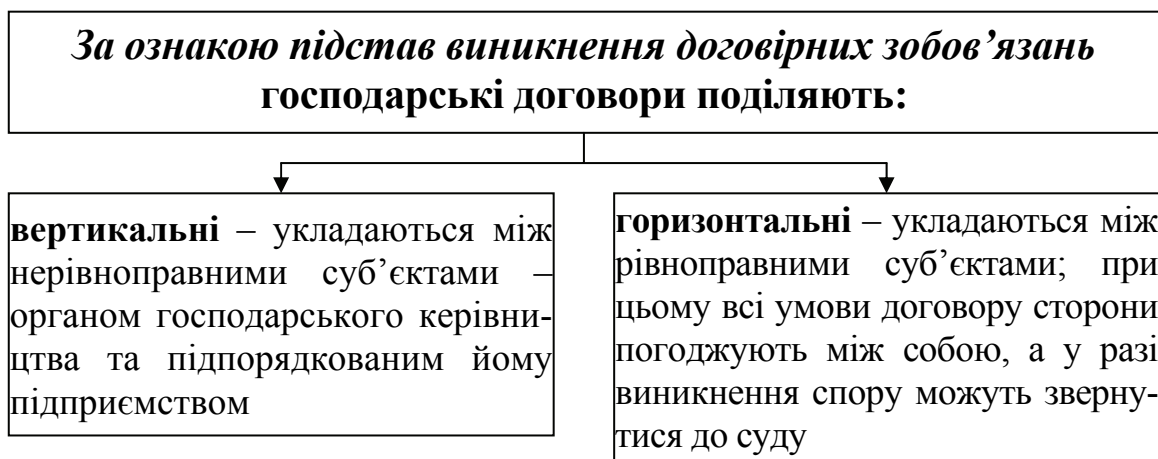 За ознакою підстав виникнення договірних зобов’язань
господарські договори поділяють:
вертикальні – укладаються між
нерівноправними суб’єктами –
органом господарського керівни-
цтва та підпорядкованим йому
підприємством
горизонтальні – укладаються між
рівноправними суб’єктами; при
цьому всі умови договору сторони
погоджують між собою, а у разі
виникнення спору можуть зверну-
тися до суду